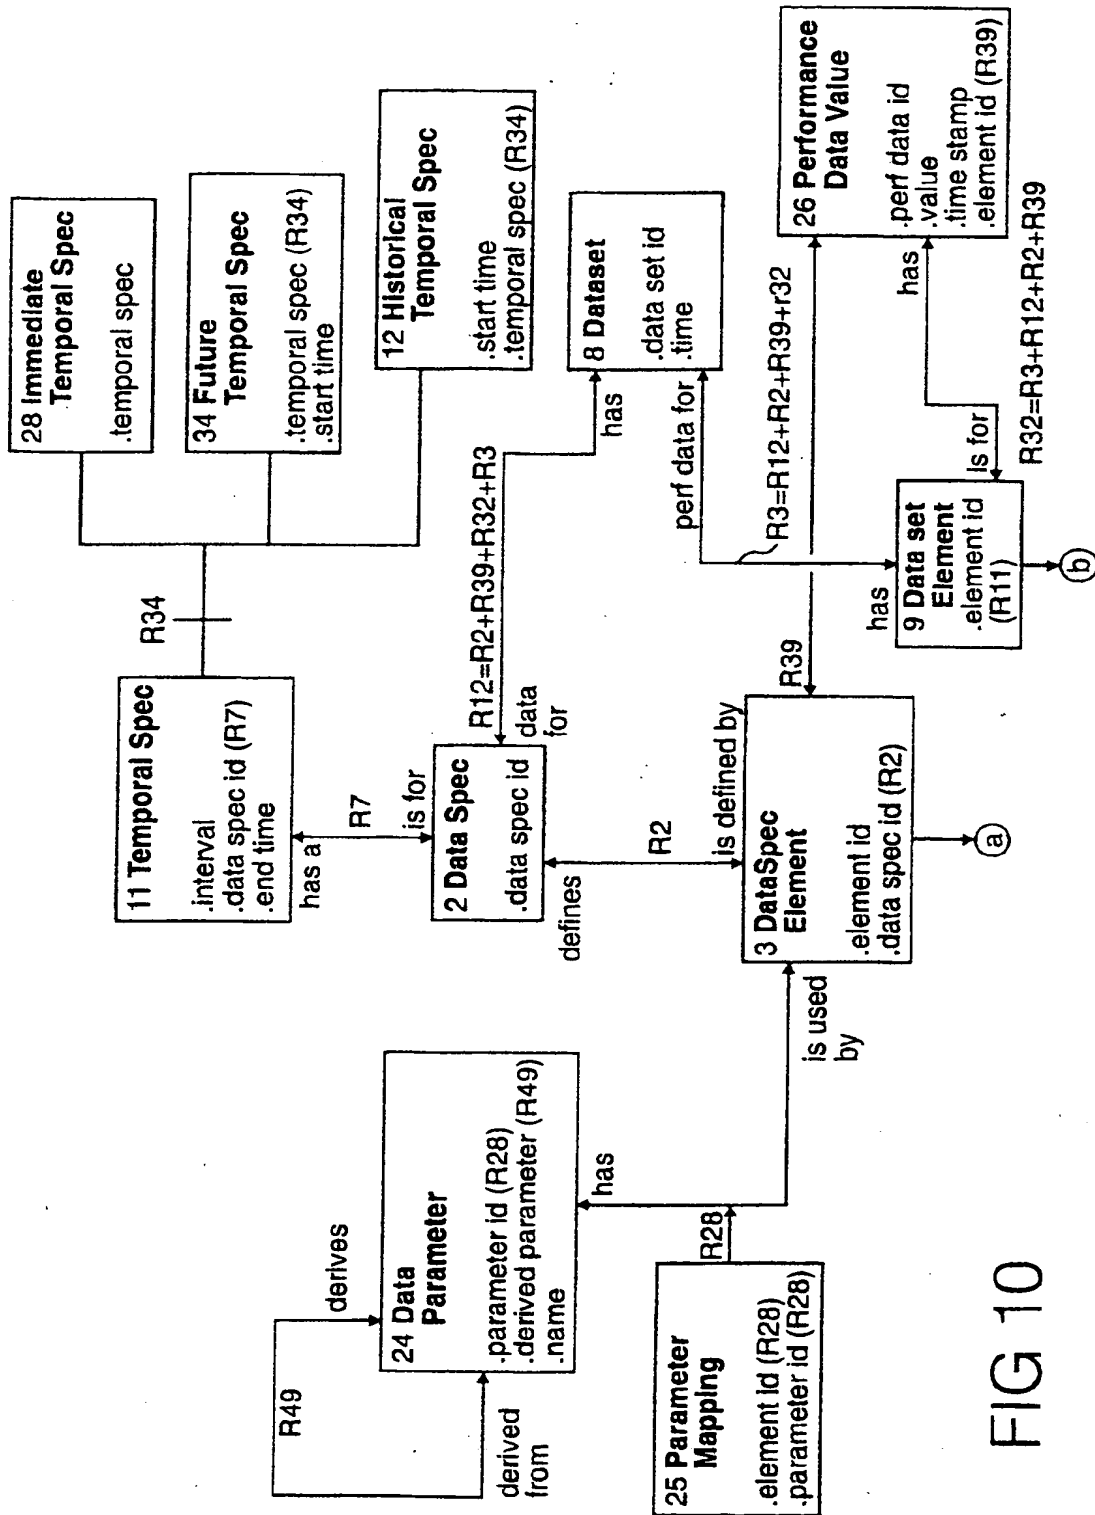 28 Immediate
Temporal Spec
.temporal spec
34 Future
Temporal Spec
.temporal spec (R34)
.start time
12 Historical
Temporal Spec
.start time
.temporal spec (R34)
R34
11 Temporal Spec
.interval
.data spec id (R7)
.end time
has a
R7
is for
2 Data Spec
.data spec id
data
for
R12=R2+R39+R32+R3
has
8 Dataset
.data set id
.time
perf data for
R3=R12+R2+R39+r32
defines
R2
is defined by
R39
26 Performance
Data Value
.perf data id
.value
.time stamp
.element id (R39)
has
is for
R32=R3+R12+R2+R39
has
9 Data set
Element
.element id
(R11)
b
3 DataSpec
Element
.element id
.data spec id (R2)
a
is used
by
R49
derives
derived
from
24 Data
Parameter
.parameter id (R28)
.derived parameter (R49)
.name
has
R28
25 Parameter
Mapping
.element id (R28)
.parameter id (R28)
FIG 10